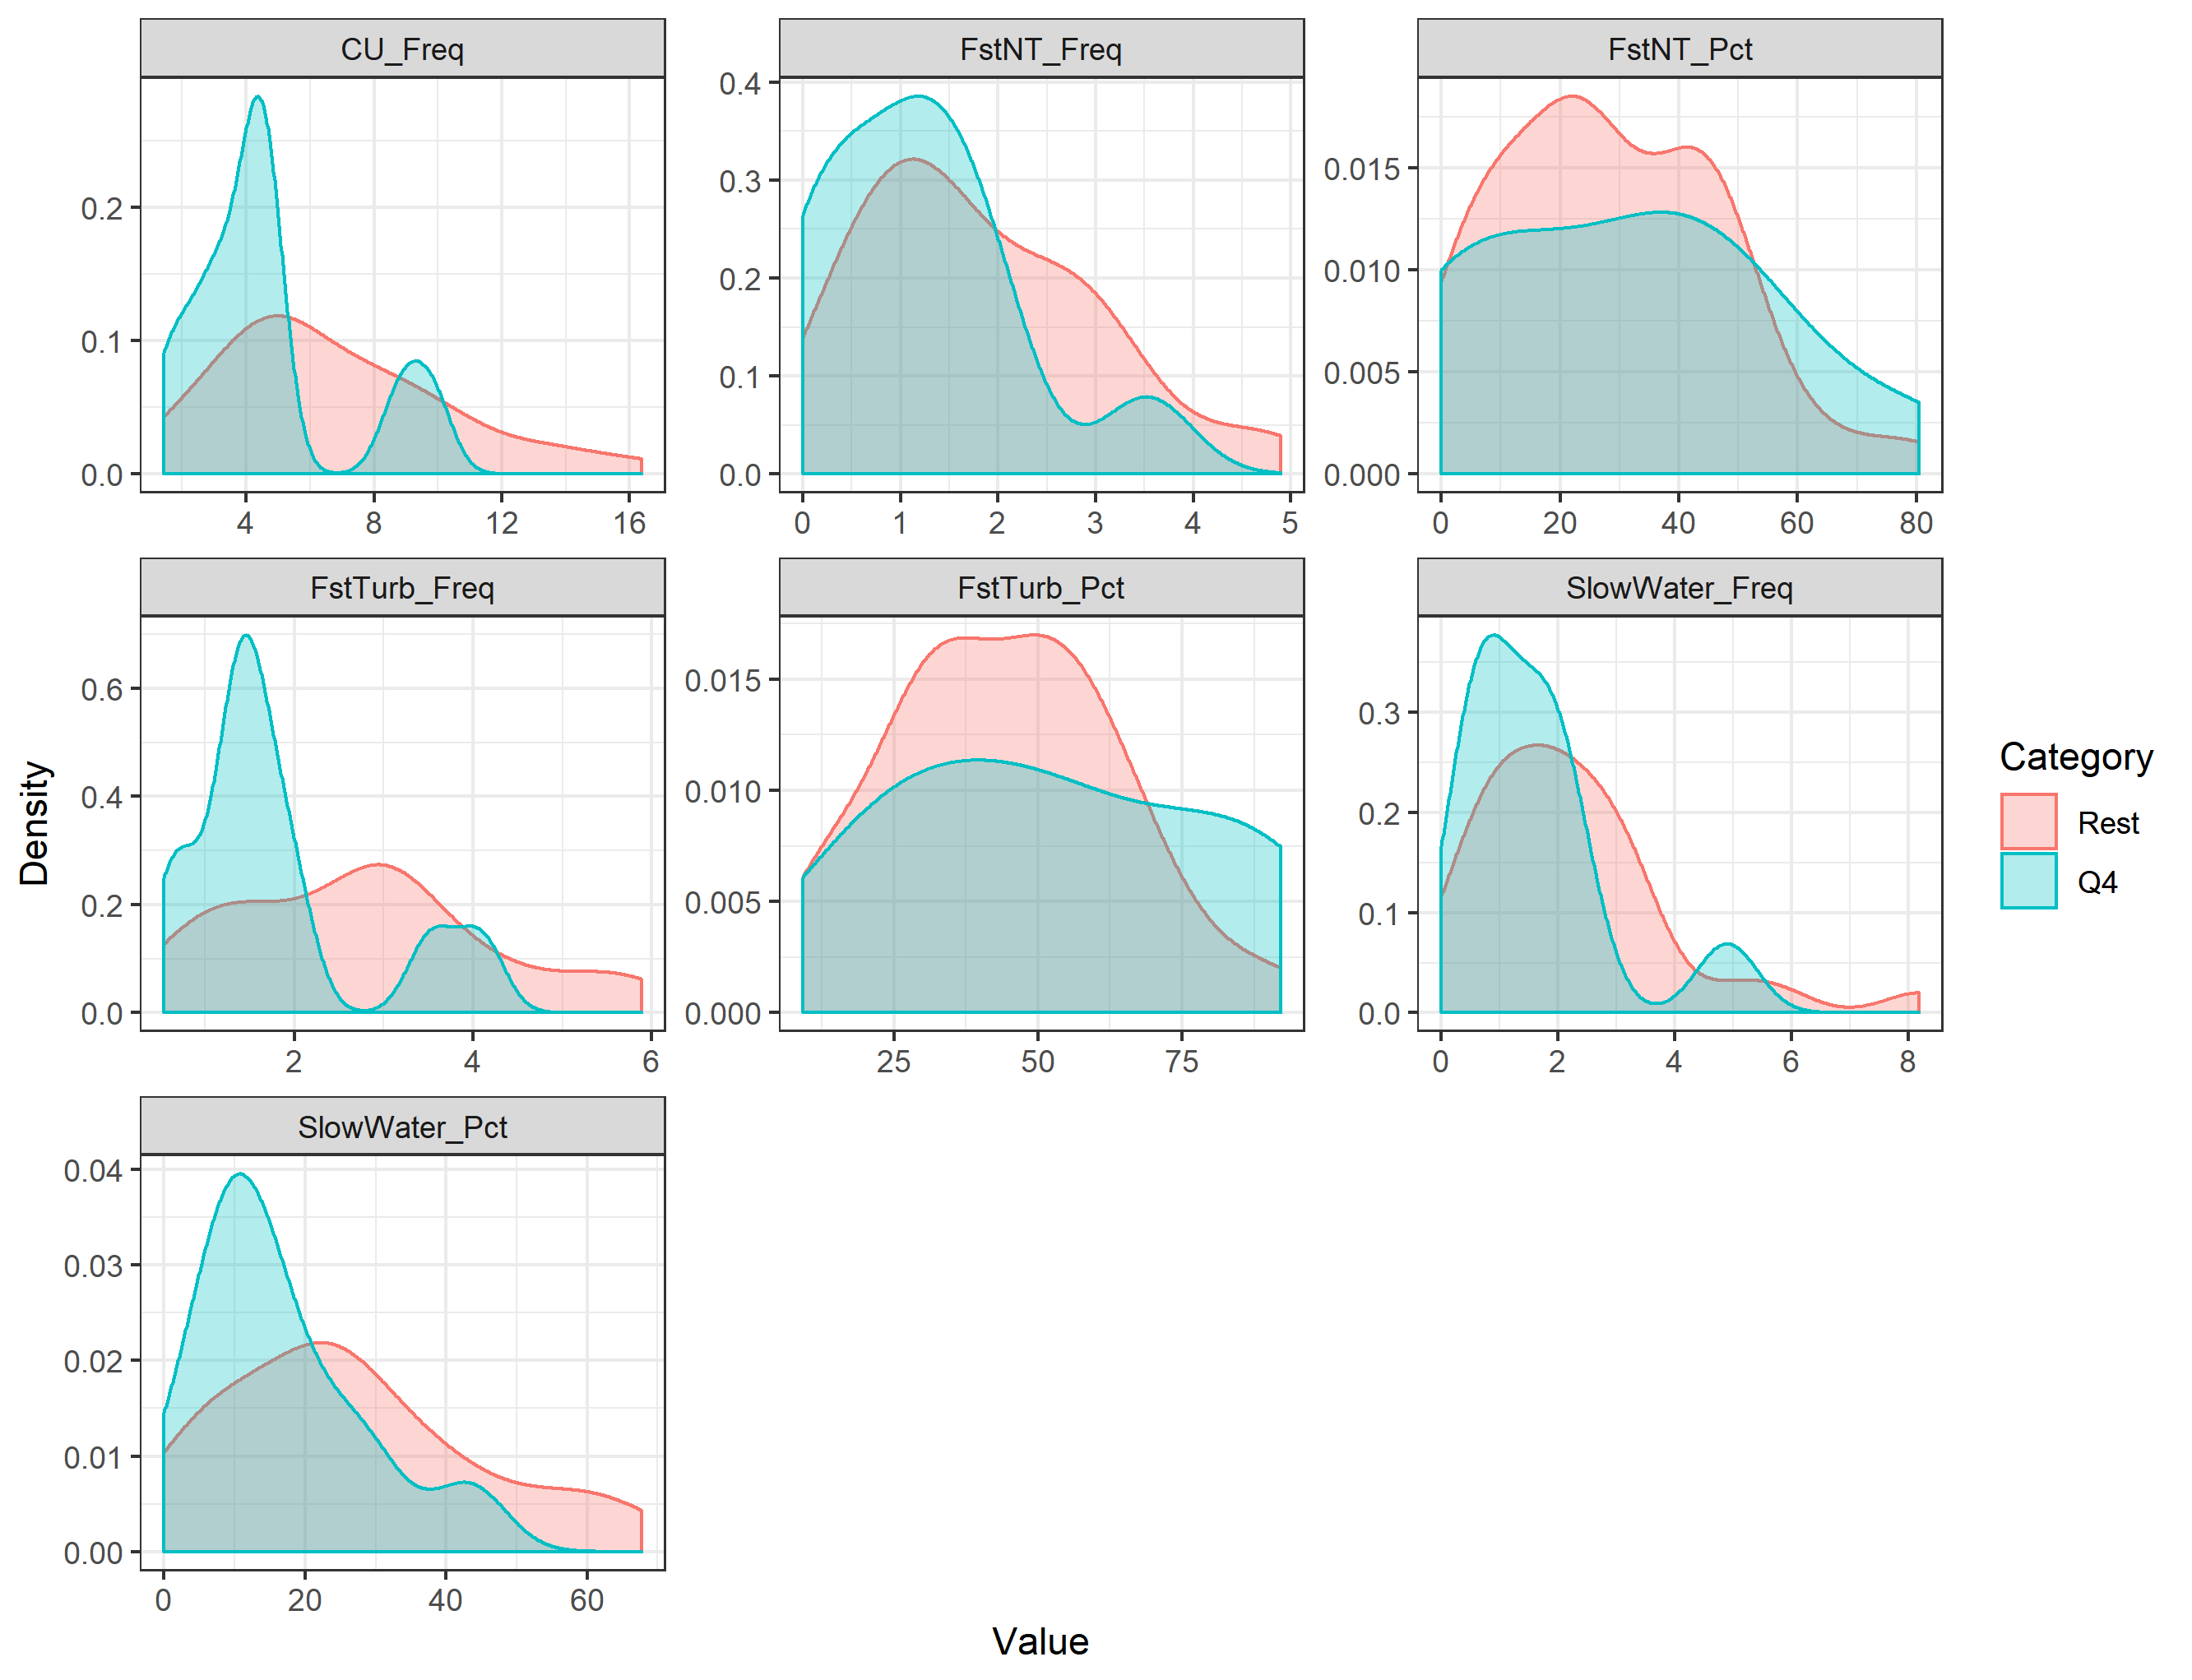 CU_Freq
FstNT_Freq
FstNT_Pct
0.2
0.1
0.0
4 8 12 16
0.4
0.3
0.2
0.1
0.0
0 1 2 3 4 5
0.015
0.010
0.005
0.000
0 20 40 60 80
FstTurb_Freq
FstTurb_Pct
SlowWater_Freq
0.6
0.4
0.2
0.0
2 4 6
0.015
0.010
0.005
0.000
25 50 75
0.3
0.2
0.1
0.0
0 2 4 6 8
SlowWater_Pct
0.04
0.03
0.02
0.01
0.00
0 20 40 60
Density
Value
Category
Rest
Q4